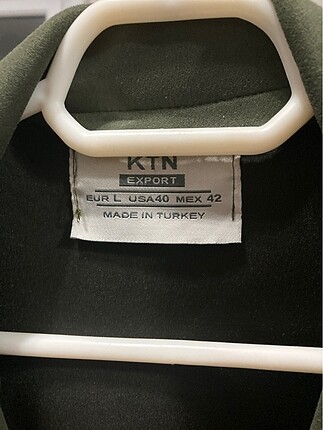 KTN
EXPORT
EUR L USA40 MEX 42
MADE IN TURKEY